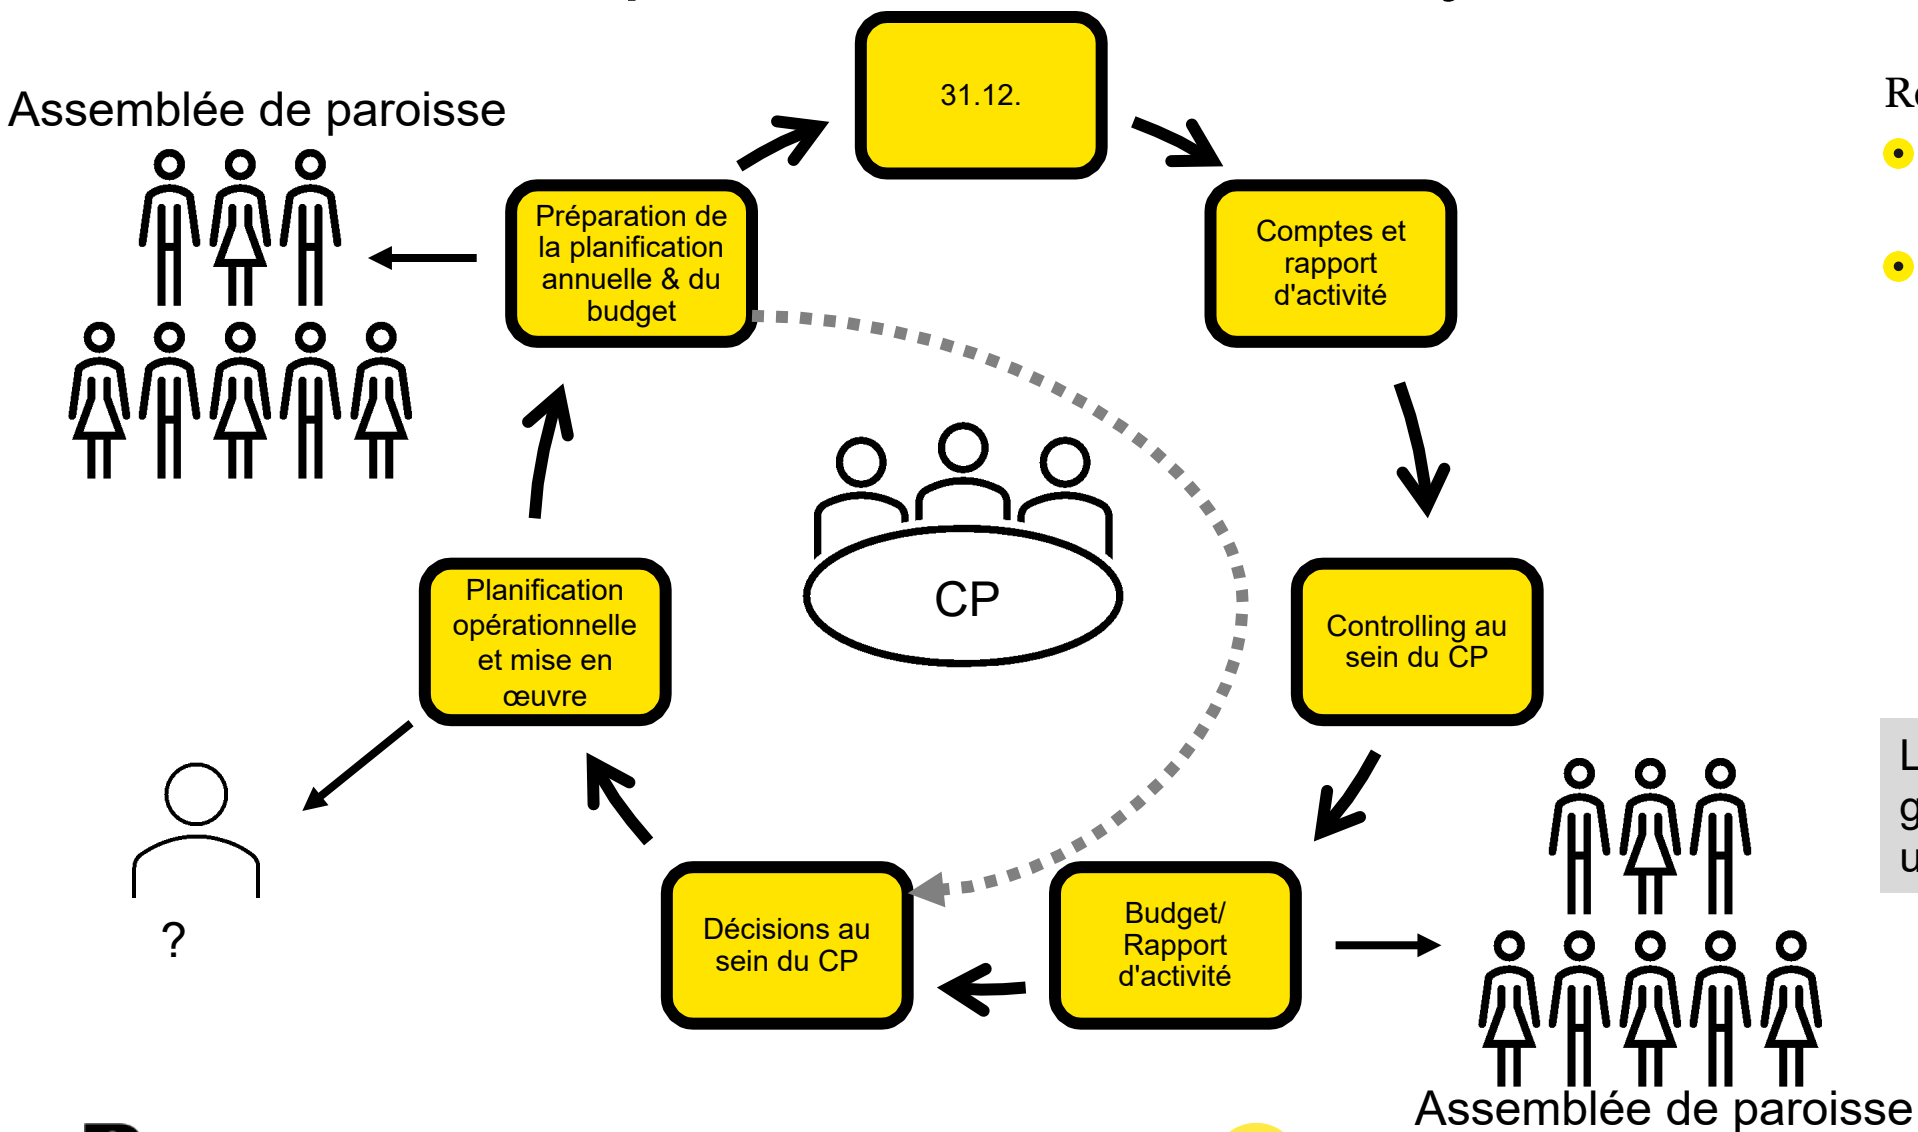 31.12.
Assemblée de paroisse
Préparation de
la planification
annuelle & du
budget
Comptes et
rapport
d'activité
Planification
opérationnelle
et mise en
œuvre
CP
Controlling au
sein du CP
?
Décisions au
sein du CP
Budget/
Rapport
d'activité
Assemblée de paroisse